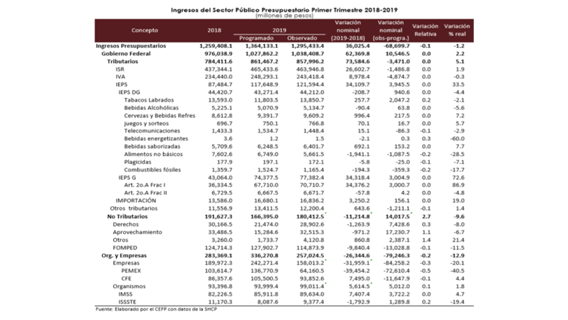 Ingresos del Sector Público Presupuestario Primer Trimestre 2018-2019
(millones de pesos)
Concepto 2018 2019 Variación nominal (2019-2018) Variación nominal (obs-progra.) Variación Relativa Variación % real
Programado Observado
Ingresos Presupuestarios 1,259,408.1 1,364,133.1 1,295,433.4 36,025.4 -68,699.7 -0.1 -1.2
Gobierno Federal 976,038.9 1,027,862.2 1,038,408.7 62,369.8 10,546.5 0.0 2.2
Tributarios 784,411.6 861,467.2 857,996.2 73,584.6 -3,471.0 0.0 5.1
ISR 437,344.1 465,433.6 463,946.8 26,602.7 -1,486.8 0.0 1.9
IVA 234,440.0 248,293.1 243,418.4 8,978.4 -4,874.7 0.0 -0.3
IEPS 87,484.7 117,648.9 121,594.4 34,109.7 3,945.5 0.0 33.5
IEPS DG 44,420.7 43,271.4 44,212.0 -208.7 940.6 0.0 -4.4
Tabacos Labrados 13,593.0 11,803.5 13,850.7 257.7 2,047.2 0.2 -2.1
Bebidas Alcohólicas 5,225.1 5,070.9 5,134.7 -90.4 63.8 0.0 -5.6
Cervezas y Bebidas Refres 8,612.8 9,391.7 9,609.2 996.4 217.5 0.0 7.2
Juegos y sorteos 70.1 16.7 0.0 5.7
Telecomunicaciones 1,433.3 1,534.7 1,448.4 15.1 -86.3 -0.1 -2.9
Bebidas energetizantes 3.6 1.2 1.5 -2.1 0.3 0.3 -60.0
Bebidas saborizadas 5,709.6 6,248.5 6,401.7 692.1 153.2 0.0 7.7
Alimentos no básicos 7,602.6 6,749.0 5,661.5 -1,941.1 -1,087.5 -0.2 -28.5
Plaguicidas 177.9 197.1 172.1 -5.8 -25.0 -0.1 -7.1
Combustibles fósiles 1,359.7 1,524.7 1,165.4 -194.3 -359.3 -0.2 -17.7
IEPS G 43,064.0 74,377.5 77,382.4 34,318.4 3,004.9 0.0 72.6
Art. 2o.A Frac I 36,334.5 67,710.0 70,710.7 34,376.2 3,000.7 0.0 86.9
Art. 2o.A Frac II 6,729.5 6,667.5 6,671.7 -57.8 4.2 0.0 -4.8
IMPORTACIÓN 13,586.0 16,680.1 16,836.2 3,250.2 156.1 0.0 19.0
Otros tributarios 11,556.9 13,411.5 12,200.4 643.6 -1,211.1 -0.1 1.4
No Tributarios 191,627.3 166,395.0 180,412.5 -11,214.8 14,017.5 2.7 -9.6
Derechos 30,166.5 21,474.0 28,902.6 -1,263.9 7,428.6 0.3 -8.0
Aprovechamiento 33,486.5 15,284.6 32,515.3 -971.2 17,230.7 1.1 -6.7
Otros 3,260.0 1,733.7 4,120.8 860.8 2,387.1 1.4 21.4
FOMPED 124,714.3 127,902.7 114,873.9 -9,840.4 -13,028.8 -0.1 -11.5
Org. y Empresas 283,369.1 336,270.8 257,024.5 -26,344.6 -79,246.3 -0.2 -12.9
Empresas 189,972.3 242,271.4 158,013.2 -31,959.1 -84,258.2 -0.3 -20.1
PEMEX 103,614.7 136,770.9 64,160.5 -39,454.2 -72,610.4 -0.5 -40.5
CFE 86,357.6 105,500.5 93,852.6 7,495.0 -11,647.9 -0.1 4.4
Organismos 93,396.8 93,999.4 99,011.4 5,614.5 5,012.0 0.1 1.8
IMSS 82,226.5 85,911.8 89,634.0 7,407.4 3,722.2 0.0 4.7
ISSSTE 11,170.3 8,087.6 9,377.4 -1,792.9 1,289.8 0.2 -19.4
Fuente: Elaborado por el CEFP con datos de la SHCP